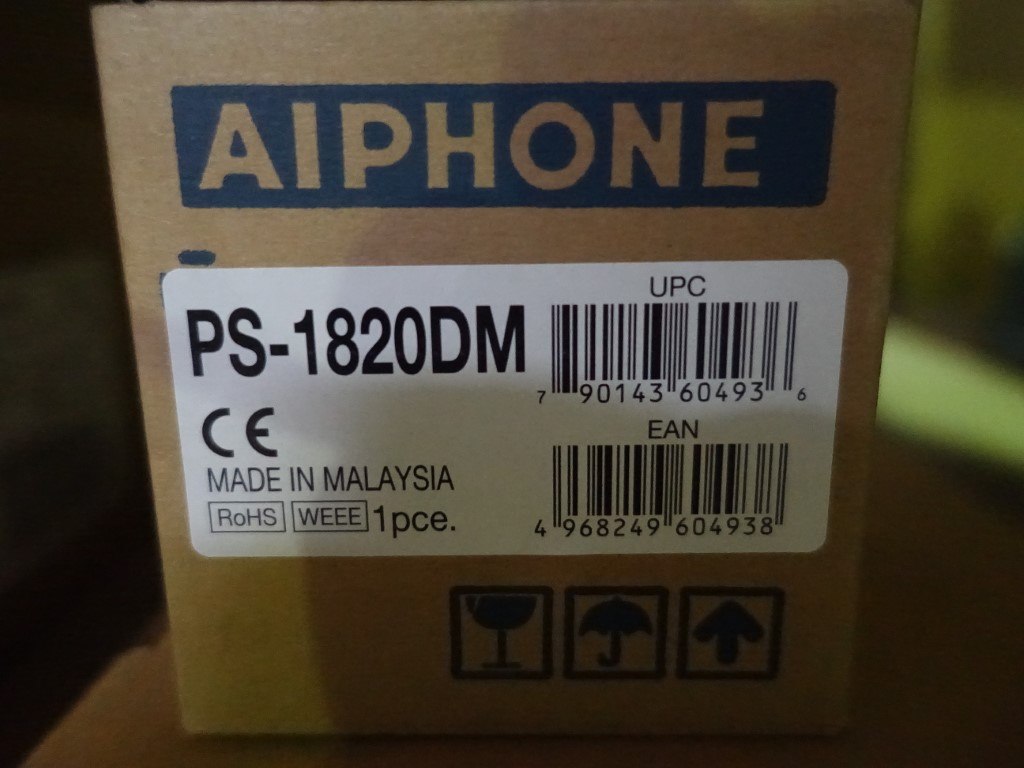 AIPHONE
PS-1820DM
CE
MADE IN MALAYSIA
RoHS WEEE 1pce.
UPC
7 90143 60493 6
EAN
4 968249 604938